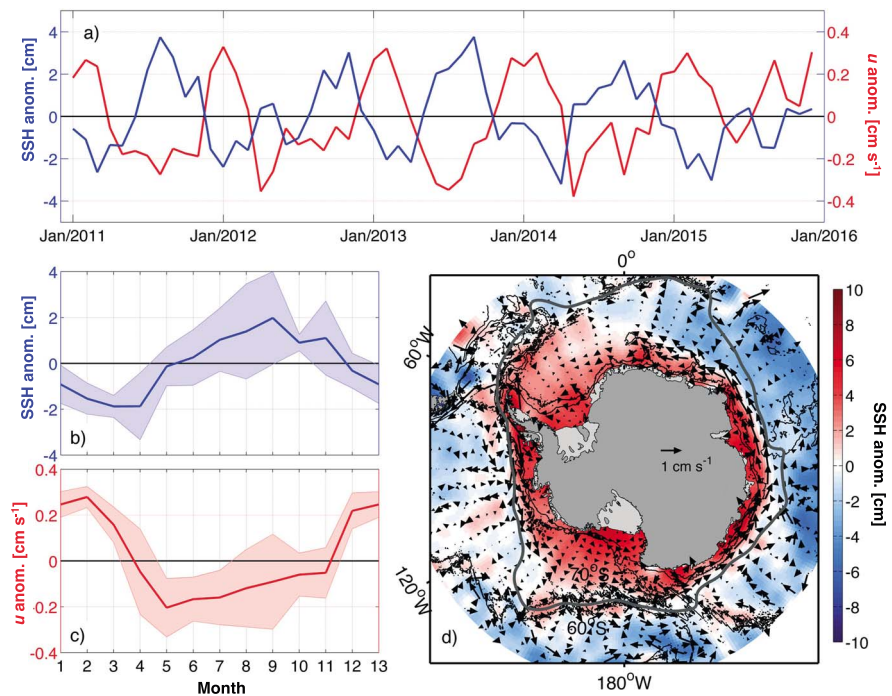 a)
SSH anom. [cm]
4
2
0
-2
-4
0.4
0.2
0
-0.2
-0.4
u anom. [cm s⁻¹]
Jan/2011 Jan/2012 Jan/2013 Jan/2014 Jan/2015 Jan/2016
SSH anom. [cm]
4
2
0
-2
-4
b)
u anom. [cm s⁻¹]
0.4
0.2
0
-0.2
-0.4
c)
1 2 3 4 5 6 7 8 9 10 11 12 13
Month
0°
60°W
120°W
180°W
70°S
60°S
1 cm s⁻¹
d)
10
8
6
4
2
0
-2
-4
-6
-8
-10
SSH anom. [cm]